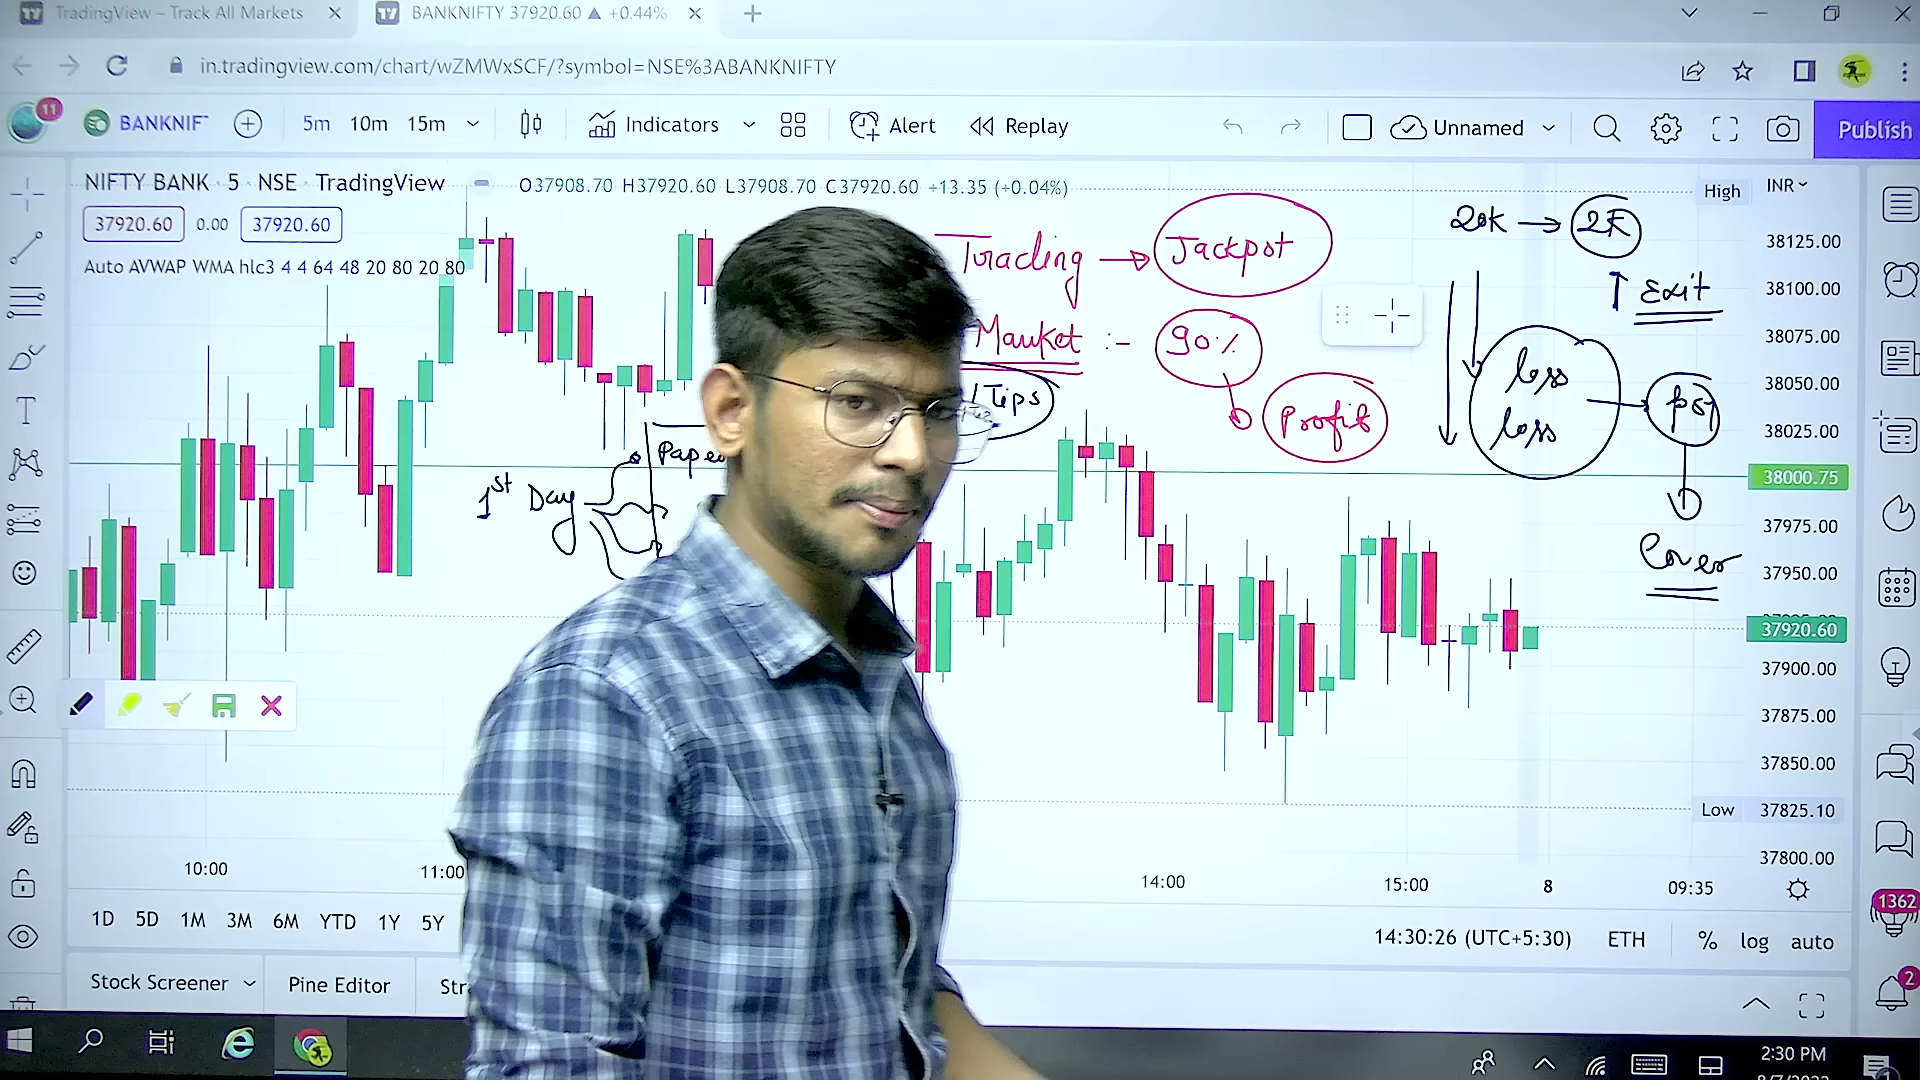 TradingView – Track All Markets
BANKNIFTY 37920.60 ▲ +0.44%
in.tradingview.com/chart/wZMWxSCF/?symbol=NSE%3ABANKNIFTY
11
BANKNIF
5m 10m 15m
Indicators
Alert
Replay
Unnamed
Publish
NIFTY BANK · 5 · NSE · TradingView
O37908.70 H37920.60 L37908.70 C37920.60 +13.35 (+0.04%)
37920.60 0.00 37920.60
Auto AVWAP WMA hlc3 4 4 64 48 20 80 20 80
High
INR
38125.00
38100.00
38075.00
38050.00
38025.00
38000.75
37975.00
37950.00
37920.60
37900.00
37875.00
37850.00
Low 37825.10
37800.00
Trading → Jackpot
Market :- 90%
Profit
Tips
Pape
1st Day
20K → 2K
↑ Exit
loss
loss
Cover
10:00
11:00
14:00
15:00
8
09:35
1D 5D 1M 3M 6M YTD 1Y 5Y
14:30:26 (UTC+5:30)
ETH
% log auto
Stock Screener
Pine Editor
Str
1362
2
2:30 PM